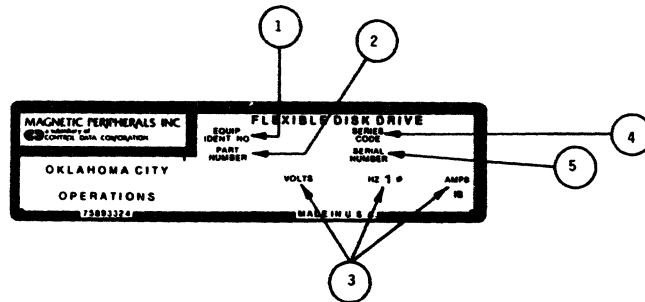 1
2
MAGNETIC PERIPHERALS INC
a subsidiary of
CONTROL DATA CORPORATION
FLEXIBLE DISK DRIVE
EQUIP
IDENT NO
SERIES
CODE
4
PART
NUMBER
SERIAL
NUMBER
5
OKLAHOMA CITY
OPERATIONS
VOLTS
HZ 1ø
AMPS
75893324
MADE IN U S
3